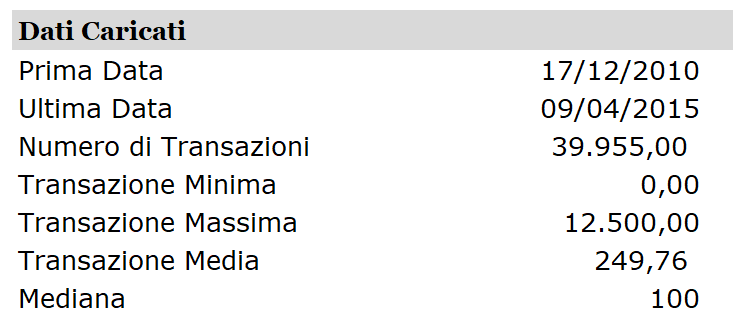 Dati Caricati
Prima Data 17/12/2010
Ultima Data 09/04/2015
Numero di Transazioni 39.955,00
Transazione Minima 0,00
Transazione Massima 12.500,00
Transazione Media 249,76
Mediana 100